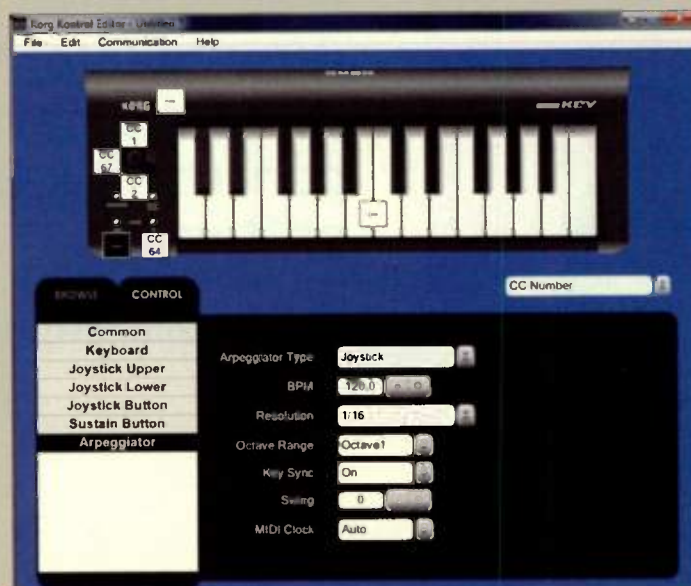 Korg Kontrol Editor - Untitled
File Edit Communication Help
KORG
KEY
CC
1
CC
67
CC
2
CC
64
BROWSE CONTROL
CC Number
Common
Keyboard
Joystick Upper
Joystick Lower
Joystick Button
Sustain Button
Arpeggiator
Arpeggiator Type Joystick
BPM 120.0
Resolution 1/16
Octave Range Octave1
Key Sync On
Swing 0
MIDI Clock Auto